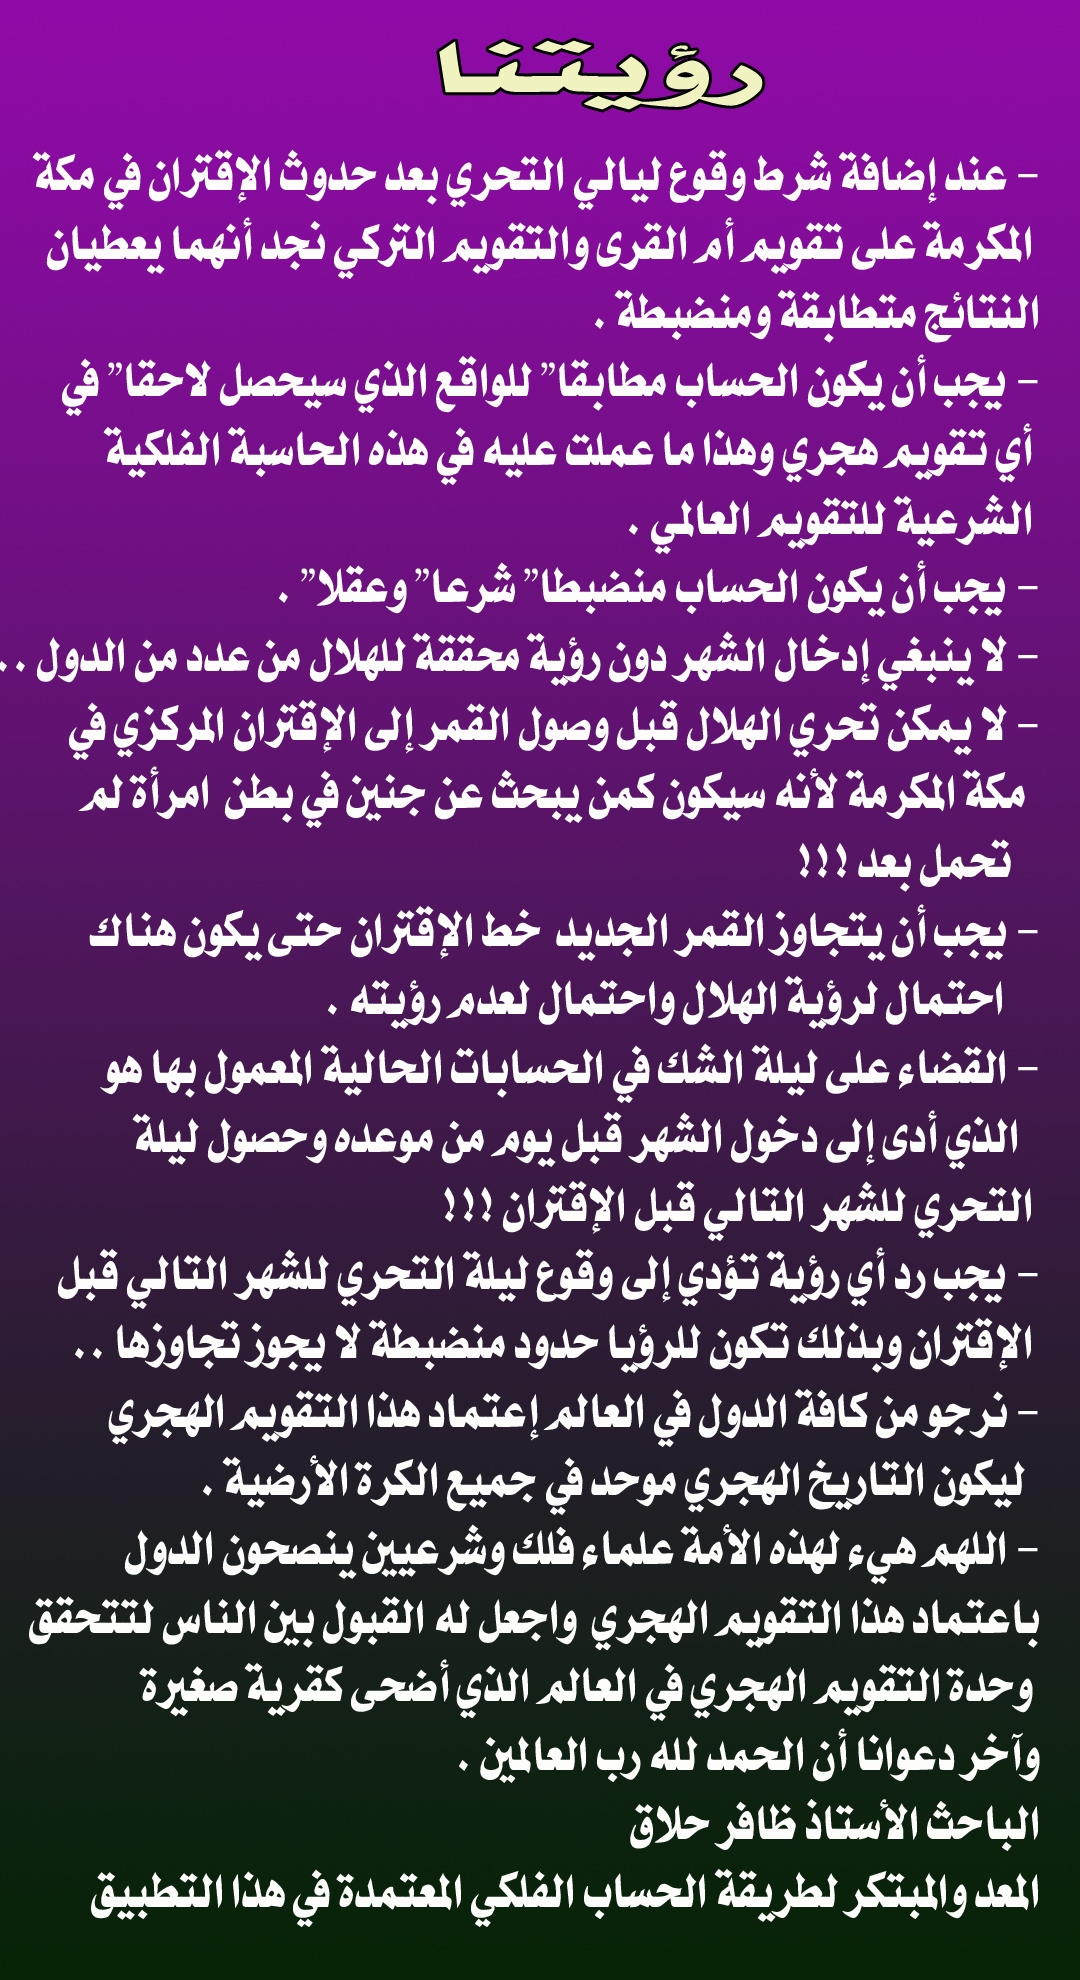 رؤيتنا
- عند إضافة شرط وقوع ليالي التحري بعد حدوث الإقتران في مكة
المكرمة على تقويم أم القرى والتقويم التركي نجد أنهما يعطيان
النتائج متطابقة ومنضبطة .
- يجب أن يكون الحساب مطابقا" للواقع الذي سيحصل لاحقا" في
أي تقويم هجري وهذا ما عملت عليه في هذه الحاسبة الفلكية
الشرعية للتقويم العالمي .
- يجب أن يكون الحساب منضبطا" شرعا" وعقلا" .
- لا ينبغي إدخال الشهر دون رؤية محققة للهلال من عدد من الدول ..
- لا يمكن تحري الهلال قبل وصول القمر إلى الإقتران المركزي في
مكة المكرمة لأنه سيكون كمن يبحث عن جنين في بطن امرأة لم
تحمل بعد !!!
- يجب أن يتجاوز القمر الجديد خط الإقتران حتى يكون هناك
احتمال لرؤية الهلال واحتمال لعدم رؤيته .
- القضاء على ليلة الشك في الحسابات الحالية المعمول بها هو
الذي أدى إلى دخول الشهر قبل يوم من موعده وحصول ليلة
التحري للشهر التالي قبل الإقتران !!!
- يجب رد أي رؤية تؤدي إلى وقوع ليلة التحري للشهر التالي قبل
الإقتران وبذلك تكون للرؤيا حدود منضبطة لا يجوز تجاوزها ..
- نرجو من كافة الدول في العالم إعتماد هذا التقويم الهجري
ليكون التاريخ الهجري موحد في جميع الكرة الأرضية .
- اللهم هيء لهذه الأمة علماء فلك وشرعيين ينصحون الدول
باعتماد هذا التقويم الهجري واجعل له القبول بين الناس لتتحقق
وحدة التقويم الهجري في العالم الذي أضحى كقرية صغيرة
وآخر دعوانا أن الحمد لله رب العالمين .
الباحث الأستاذ ظافر حلاق
المعد والمبتكر لطريقة الحساب الفلكي المعتمدة في هذا التطبيق